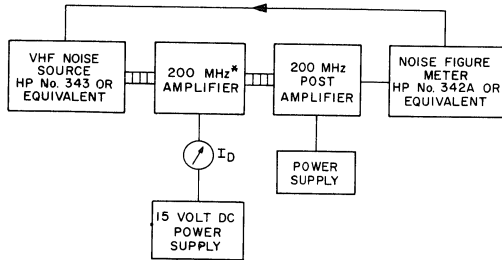 VHF NOISE
SOURCE
HP No. 343 OR
EQUIVALENT
200 MHz*
AMPLIFIER
200 MHz
POST
AMPLIFIER
NOISE FIGURE
METER
HP No. 342A OR
EQUIVALENT
ID
POWER
SUPPLY
15 VOLT DC
POWER
SUPPLY